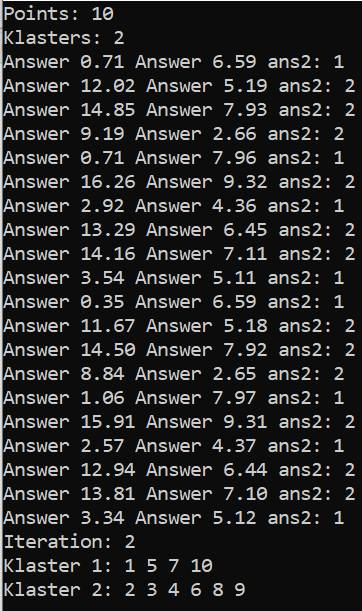 Points: 10
Klasters: 2
Answer 0.71 Answer 6.59 ans2: 1
Answer 12.02 Answer 5.19 ans2: 2
Answer 14.85 Answer 7.93 ans2: 2
Answer 9.19 Answer 2.66 ans2: 2
Answer 0.71 Answer 7.96 ans2: 1
Answer 16.26 Answer 9.32 ans2: 2
Answer 2.92 Answer 4.36 ans2: 1
Answer 13.29 Answer 6.45 ans2: 2
Answer 14.16 Answer 7.11 ans2: 2
Answer 3.54 Answer 5.11 ans2: 1
Answer 0.35 Answer 6.59 ans2: 1
Answer 11.67 Answer 5.18 ans2: 2
Answer 14.50 Answer 7.92 ans2: 2
Answer 8.84 Answer 2.65 ans2: 2
Answer 1.06 Answer 7.97 ans2: 1
Answer 15.91 Answer 9.31 ans2: 2
Answer 2.57 Answer 4.37 ans2: 1
Answer 12.94 Answer 6.44 ans2: 2
Answer 13.81 Answer 7.10 ans2: 2
Answer 3.34 Answer 5.12 ans2: 1
Iteration: 2
Klaster 1: 1 5 7 10
Klaster 2: 2 3 4 6 8 9